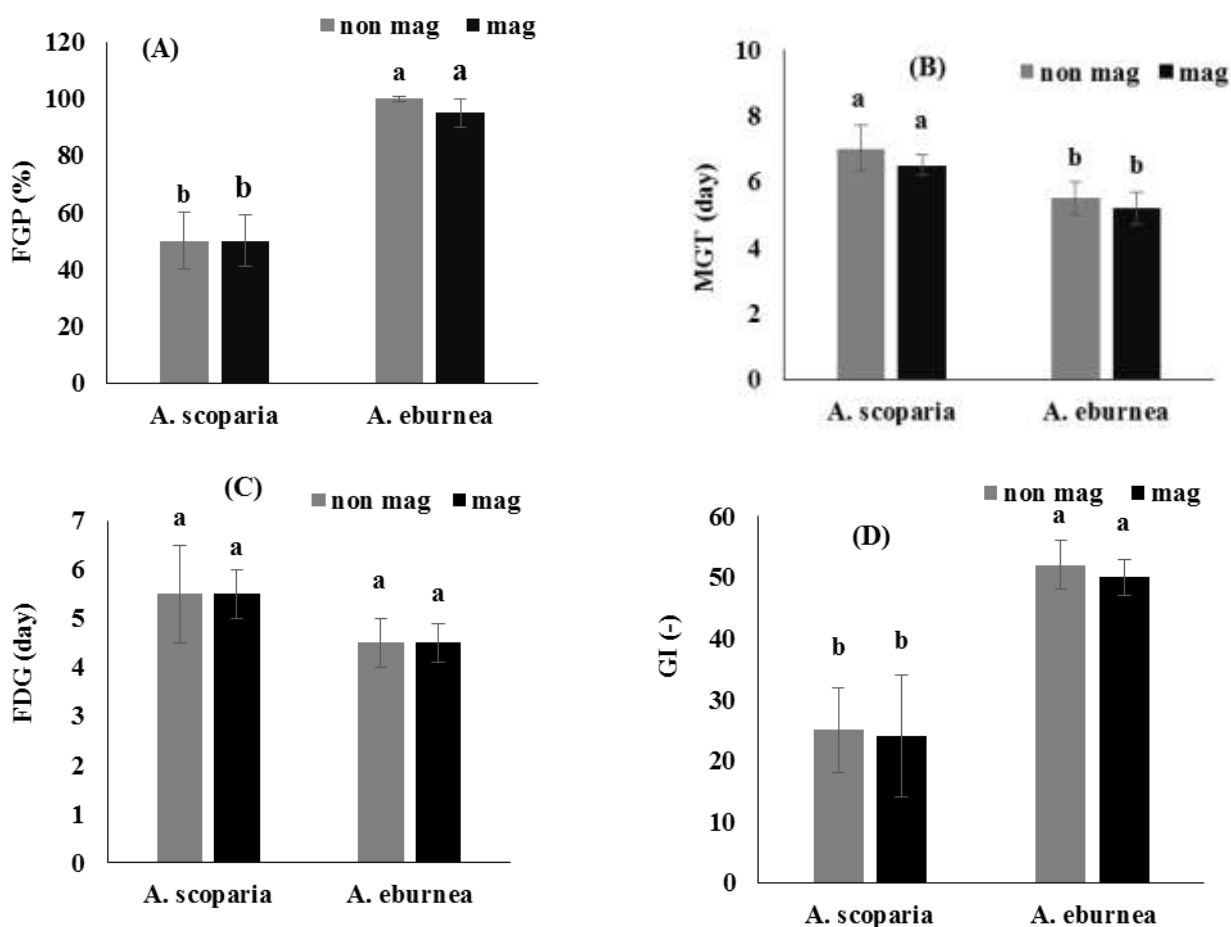 non mag mag
(A)
120
100
80
60
40
20
0
FGP (%)
b b a a
A. scoparia A. eburnea
(B)
non mag mag
10
8
6
4
2
0
MGT (day)
a a b b
A. scoparia A. eburnea
(C)
non mag mag
7
6
5
4
3
2
1
0
FDG (day)
a a a a
A. scoparia A. eburnea
non mag mag
(D)
60
50
40
30
20
10
0
GI (-)
b b a a
A. scoparia A. eburnea